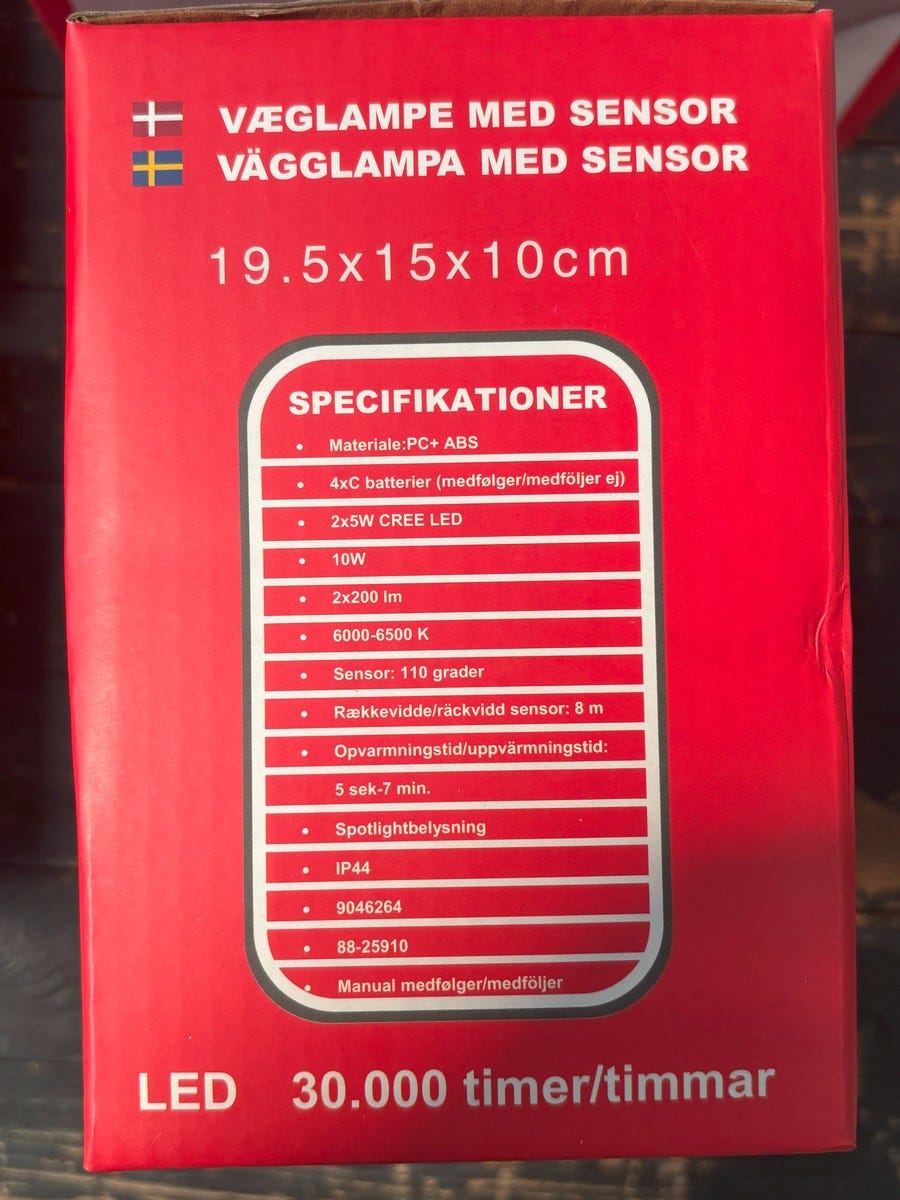 VÆGLAMPE MED SENSOR
VÄGGLAMPA MED SENSOR
19.5x15x10cm
SPECIFIKATIONER
• Materiale:PC+ ABS
• 4xC batterier (medfølger/medföljer ej)
• 2x5W CREE LED
• 10W
• 2x200 lm
• 6000-6500 K
• Sensor: 110 grader
• Rækkevidde/räckvidd sensor: 8 m
• Opvarmningstid/uppvärmningstid:
5 sek-7 min.
• Spotlightbelysning
• IP44
• 9046264
• 88-25910
• Manual medfølger/medföljer
LED 30.000 timer/timmar